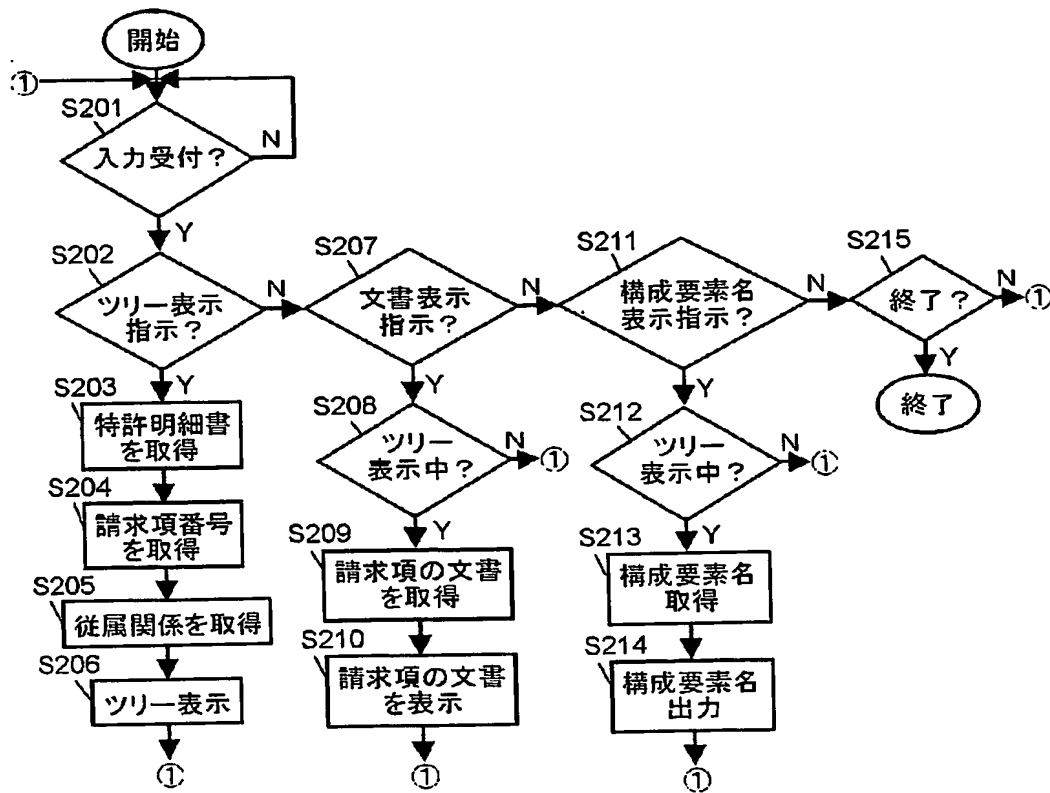 開始
①
S201
入力受付？
N
Y
S202
ツリー表示
指示？
N
Y
S203
特許明細書
を取得
S204
請求項番号
を取得
S205
従属関係を取得
S206
ツリー表示
①
S207
文書表示
指示？
N
Y
S208
ツリー
表示中？
N
①
Y
S209
請求項の文書
を取得
S210
請求項の文書
を表示
①
S211
構成要素名
表示指示？
N
Y
S212
ツリー
表示中？
N
①
Y
S213
構成要素名
取得
S214
構成要素名
出力
①
S215
終了？
N
①
Y
終了